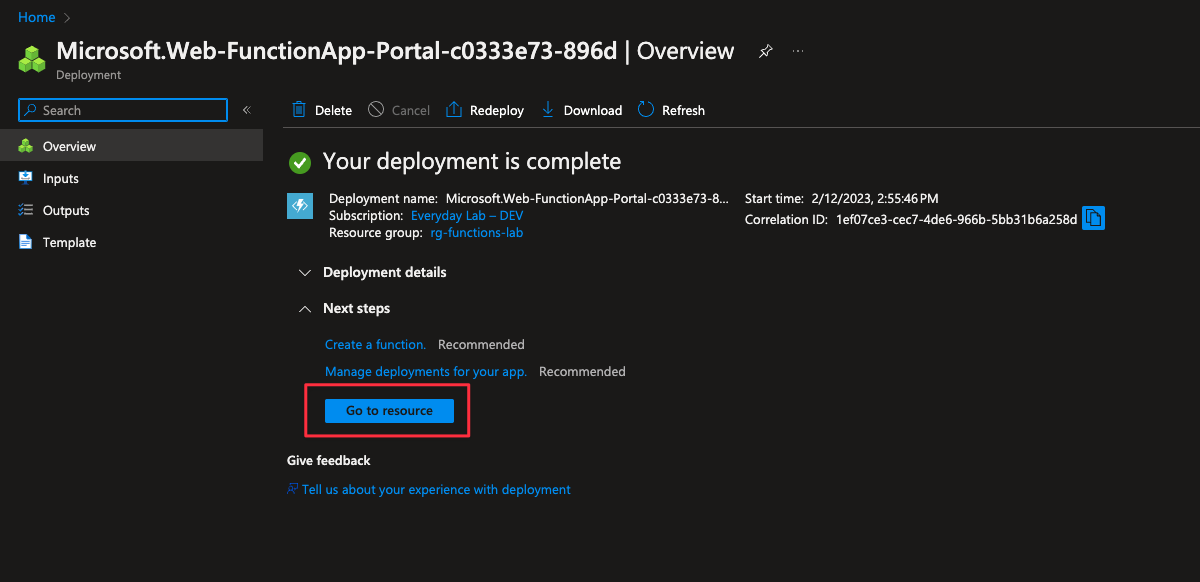 Home
Microsoft.Web-FunctionApp-Portal-c0333e73-896d | Overview
Deployment
Search
Overview
Inputs
Outputs
Template
Delete
Cancel
Redeploy
Download
Refresh
Your deployment is complete
Deployment name: Microsoft.Web-FunctionApp-Portal-c0333e73-8...
Subscription: Everyday Lab – DEV
Resource group: rg-functions-lab
Start time: 2/12/2023, 2:55:46 PM
Correlation ID: 1ef07ce3-cec7-4de6-966b-5bb31b6a258d
Deployment details
Next steps
Create a function. Recommended
Manage deployments for your app. Recommended
Go to resource
Give feedback
Tell us about your experience with deployment